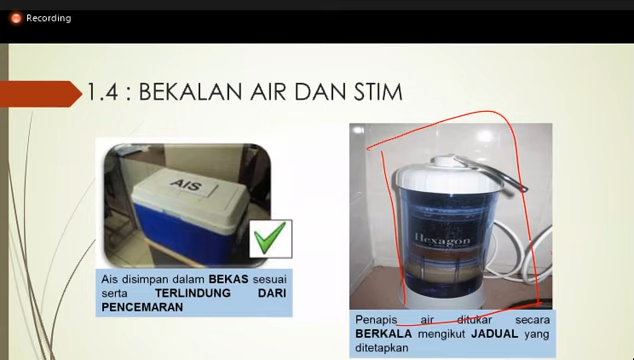 Recording
1.4 : BEKALAN AIR DAN STIM
AIS
Hexagon
Ais disimpan dalam BEKAS sesuai
serta TERLINDUNG DARI
PENCEMARAN
Penapis air ditukar secara
BERKALA mengikut JADUAL yang
ditetapkan